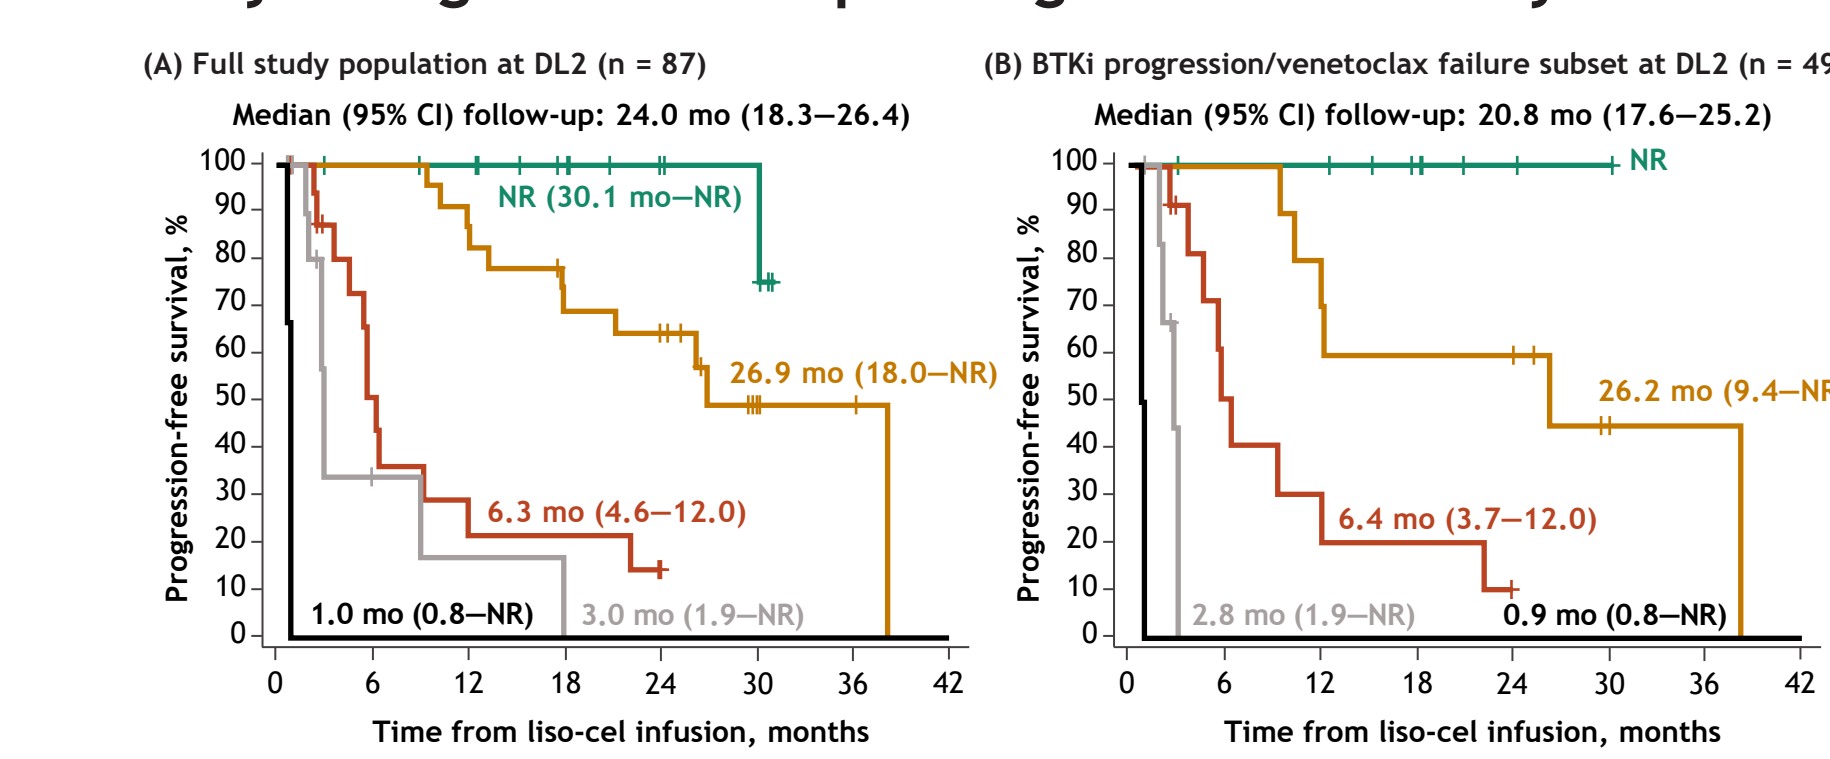 (A) Full study population at DL2 (n = 87)
Median (95% CI) follow-up: 24.0 mo (18.3–26.4)
Progression-free survival, %
100
90
80
70
60
50
40
30
20
10
0
NR (30.1 mo–NR)
26.9 mo (18.0–NR)
6.3 mo (4.6–12.0)
1.0 mo (0.8–NR)
3.0 mo (1.9–NR)
0 6 12 18 24 30 36 42
Time from liso-cel infusion, months
(B) BTKi progression/venetoclax failure subset at DL2 (n = 49
Median (95% CI) follow-up: 20.8 mo (17.6–25.2)
Progression-free survival, %
100
90
80
70
60
50
40
30
20
10
0
NR
26.2 mo (9.4–NR
6.4 mo (3.7–12.0)
2.8 mo (1.9–NR)
0.9 mo (0.8–NR)
0 6 12 18 24 30 36 42
Time from liso-cel infusion, months